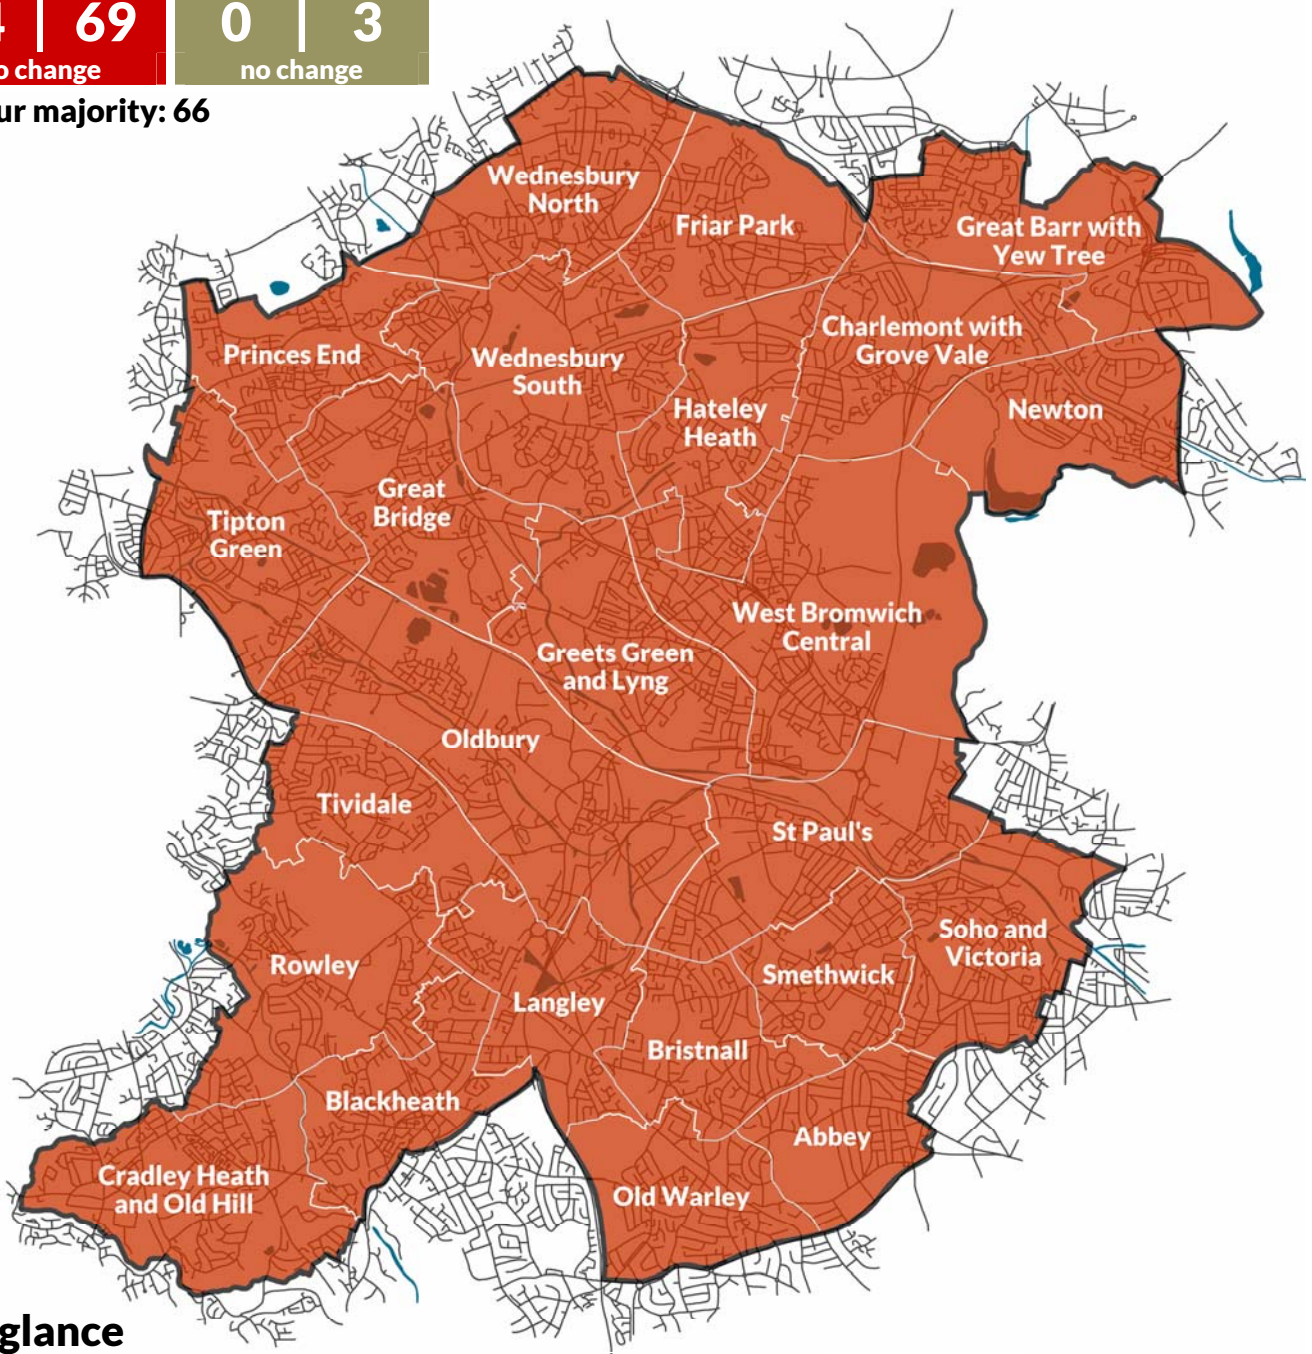 69 0 3
change no change
majority: 66
Wednesbury
North
Friar Park
Great Barr with
Yew Tree
Princes End
Wednesbury
South
Charlemont with
Grove Vale
Hateley
Heath
Newton
Great
Bridge
Tipton
Green
West Bromwich
Central
Greets Green
and Lyng
Oldbury
Tividale
St Paul's
Soho and
Victoria
Rowley
Smethwick
Langley
Bristnall
Blackheath
Abbey
Cradley Heath
and Old Hill
Old Warley
glance